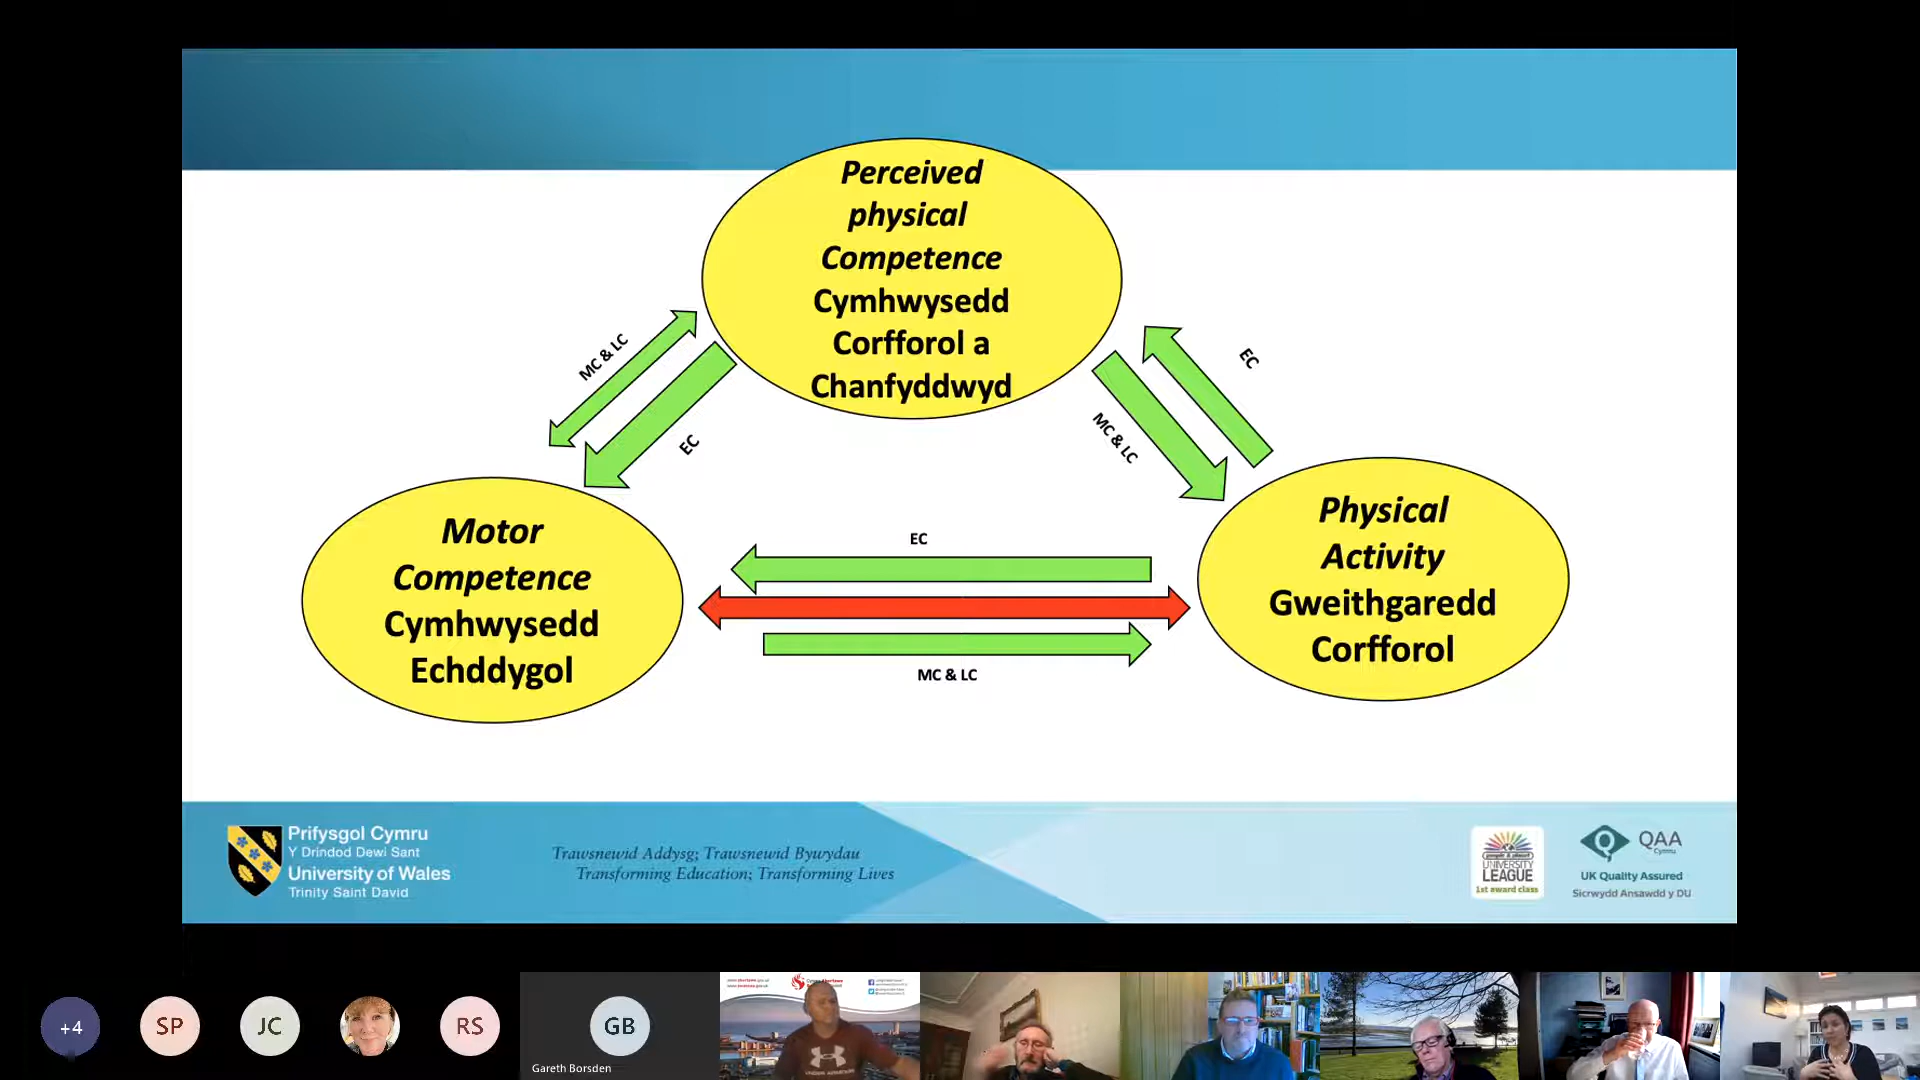 Perceived
physical
Competence
Cymhwysedd
Corfforol a
Chanfyddwyd
MC & LC
EC
EC
MC & LC
Motor
Competence
Cymhwysedd
Echddygol
EC
MC & LC
Physical
Activity
Gweithgaredd
Corfforol
Prifysgol Cymru
Y Drindod Dewi Sant
University of Wales
Trinity Saint David
Trawsnewid Addysg; Trawsnewid Bywydau
Transforming Education; Transforming Lives
people & planet
UNIVERSITY
LEAGUE
1st award class
QAA
Cymru
UK Quality Assured
Sicrwydd Ansawdd y DU
+4
SP
JC
RS
GB
Gareth Borsden